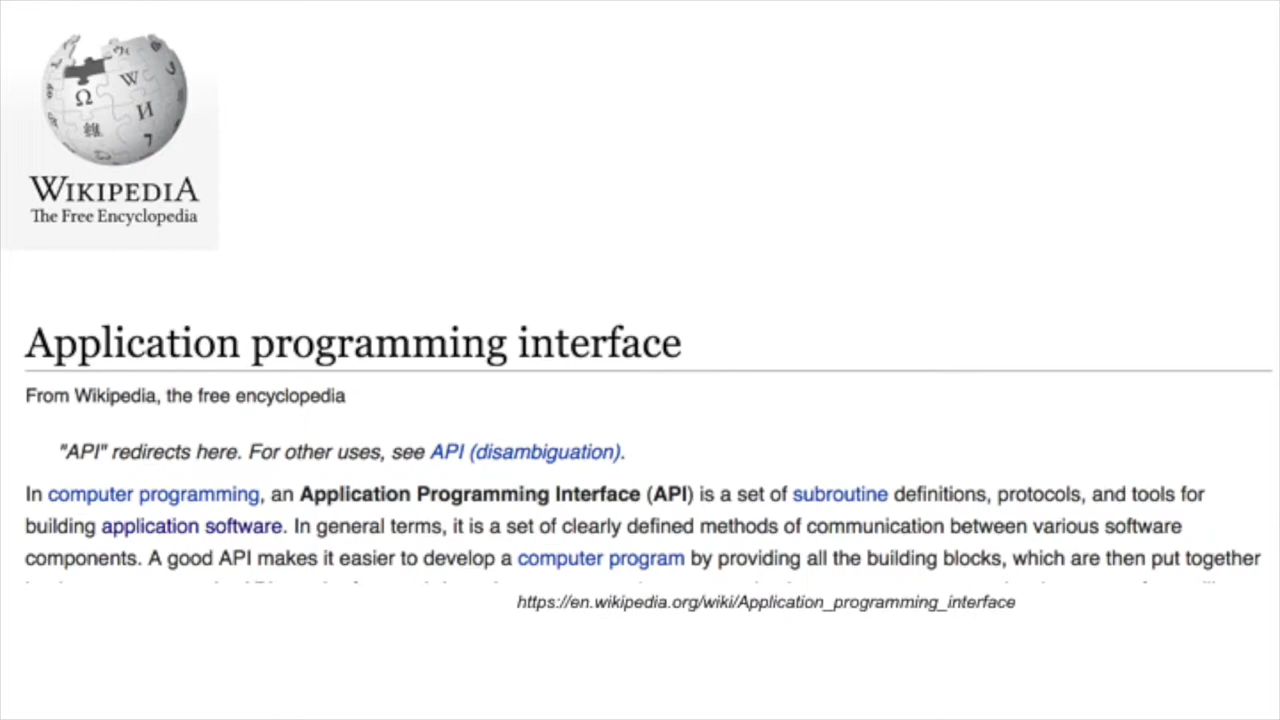 Ω W И 維 7
WIKIPEDIA
The Free Encyclopedia
Application programming interface
From Wikipedia, the free encyclopedia
"API" redirects here. For other uses, see API (disambiguation).
In computer programming, an Application Programming Interface (API) is a set of subroutine definitions, protocols, and tools for
building application software. In general terms, it is a set of clearly defined methods of communication between various software
components. A good API makes it easier to develop a computer program by providing all the building blocks, which are then put together
https://en.wikipedia.org/wiki/Application_programming_interface